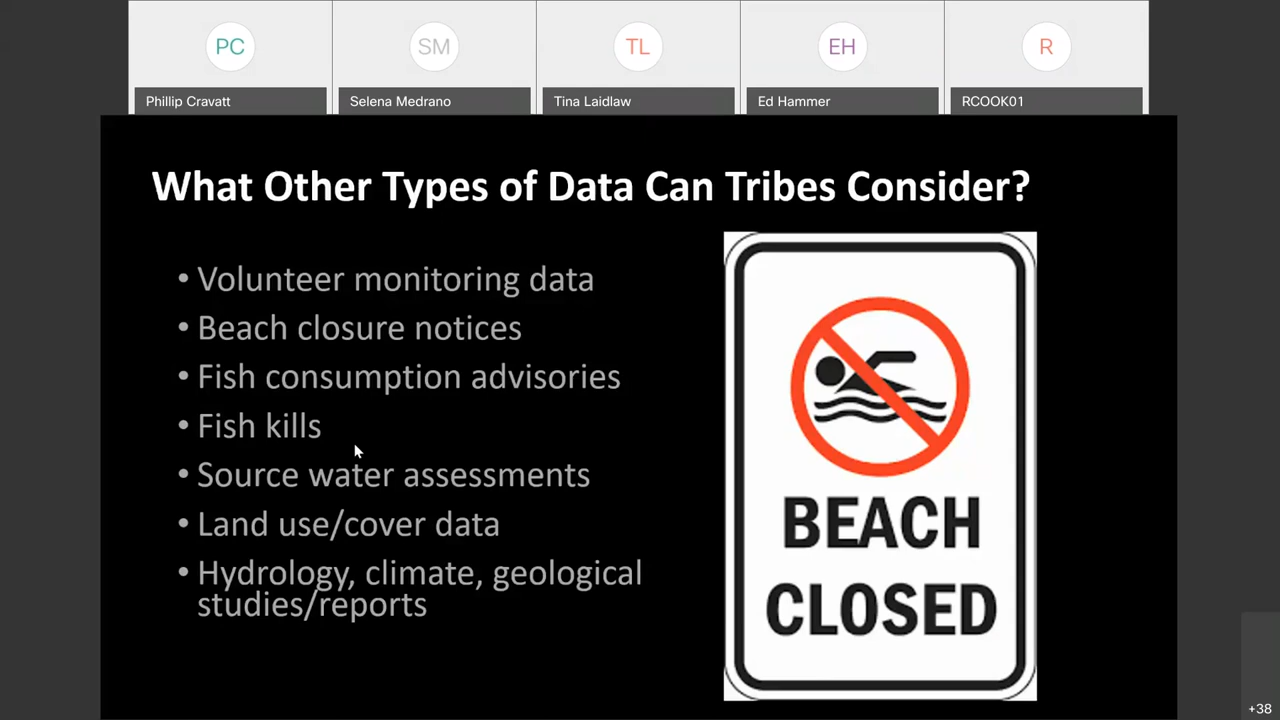 PC
SM
TL
EH
R
Phillip Cravatt
Selena Medrano
Tina Laidlaw
Ed Hammer
RCOOK01
What Other Types of Data Can Tribes Consider?
• Volunteer monitoring data
• Beach closure notices
• Fish consumption advisories
• Fish kills
• Source water assessments
• Land use/cover data
• Hydrology, climate, geological
studies/reports
BEACH
CLOSED
+38